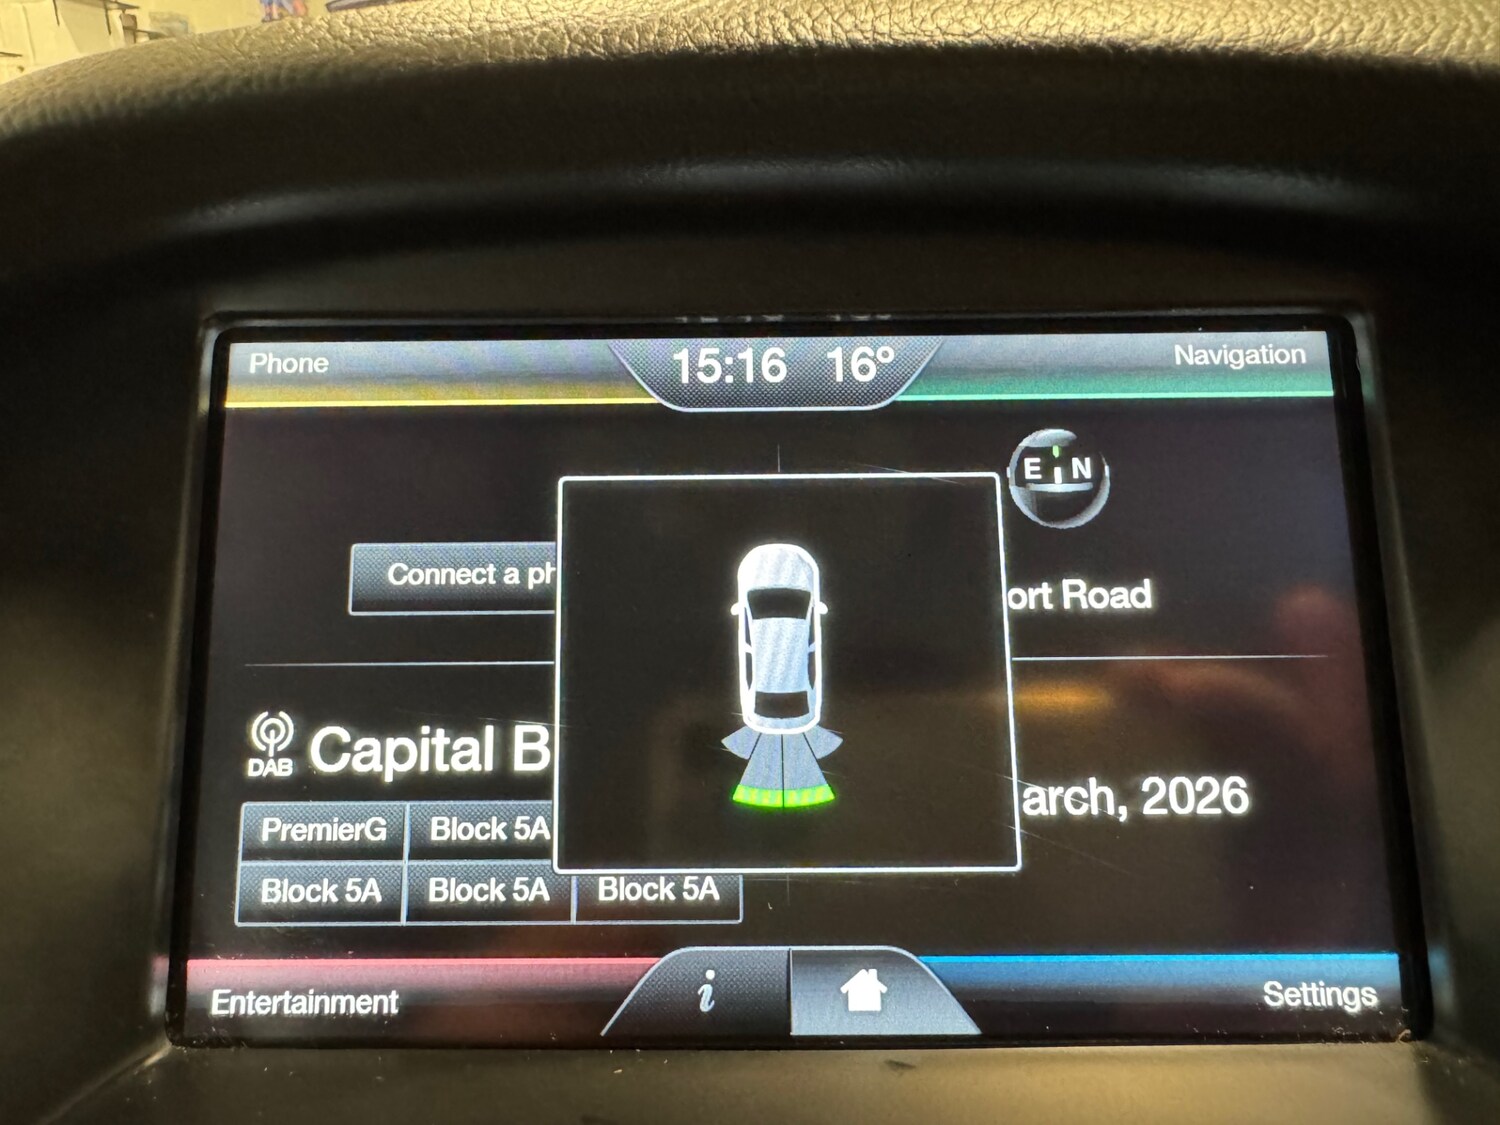 Phone
15:16 16°
Navigation
E N
Connect a ph
ort Road
DAB
Capital B
arch, 2026
PremierG Block 5A
Block 5A Block 5A Block 5A
Entertainment
i
Settings